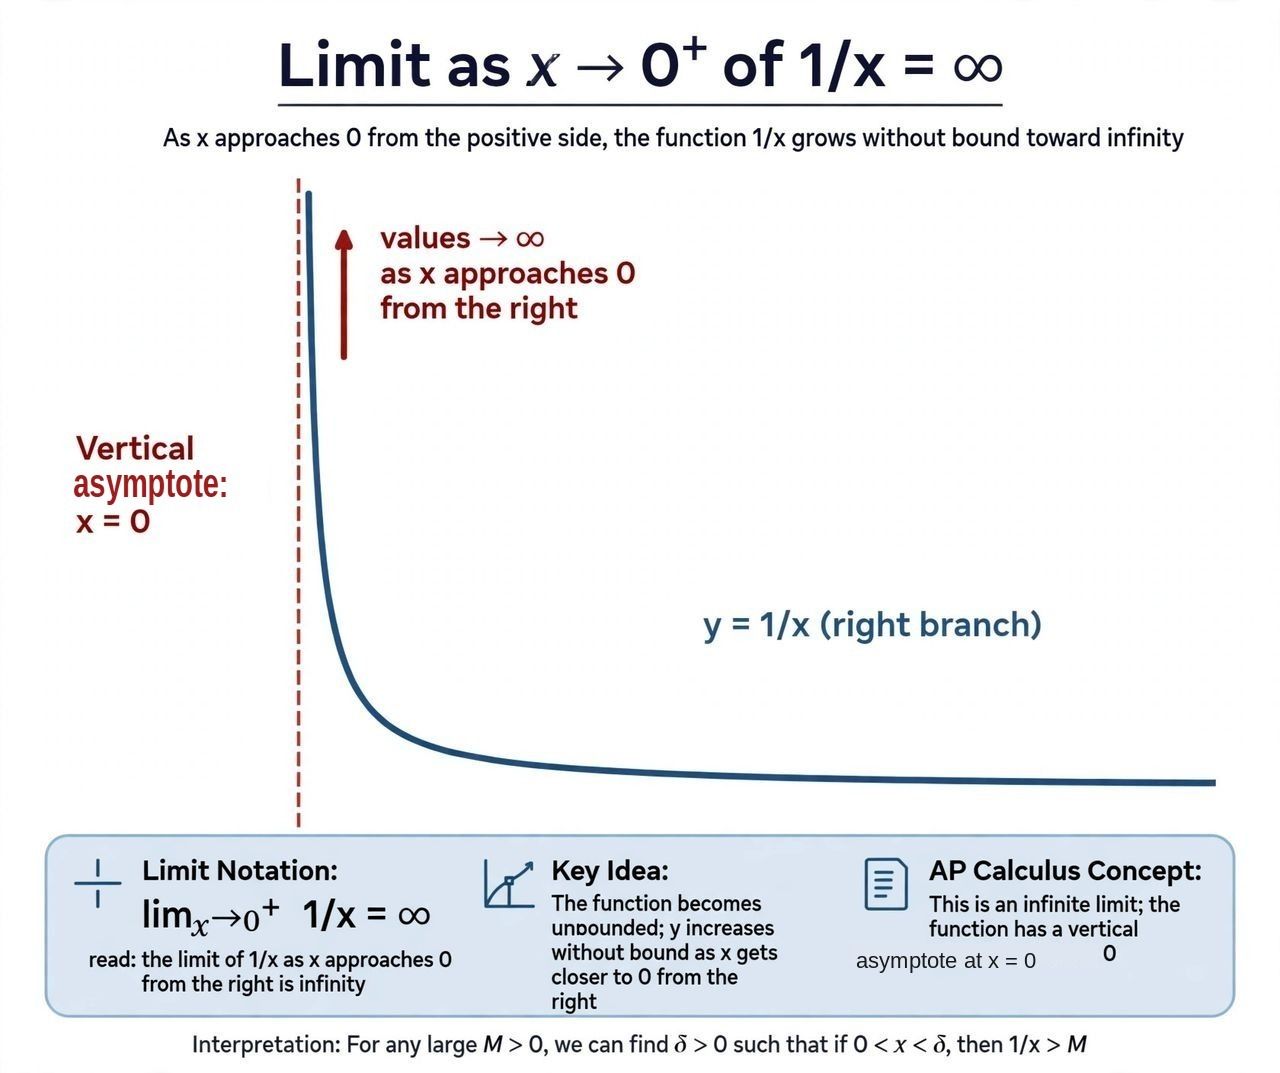 Limit as x → 0⁺ of 1/x = ∞
As x approaches 0 from the positive side, the function 1/x grows without bound toward infinity
values → ∞
as x approaches 0
from the right
Vertical
asymptote:
x = 0
y = 1/x (right branch)
Limit Notation:
limₓ→₀⁺ 1/x = ∞
read: the limit of 1/x as x approaches 0
from the right is infinity
Key Idea:
The function becomes
unbounded; y increases
without bound as x gets
closer to 0 from the
right
AP Calculus Concept:
This is an infinite limit; the
function has a vertical
asymptote at x = 0 0
Interpretation: For any large M > 0, we can find δ > 0 such that if 0 < x < δ, then 1/x > M